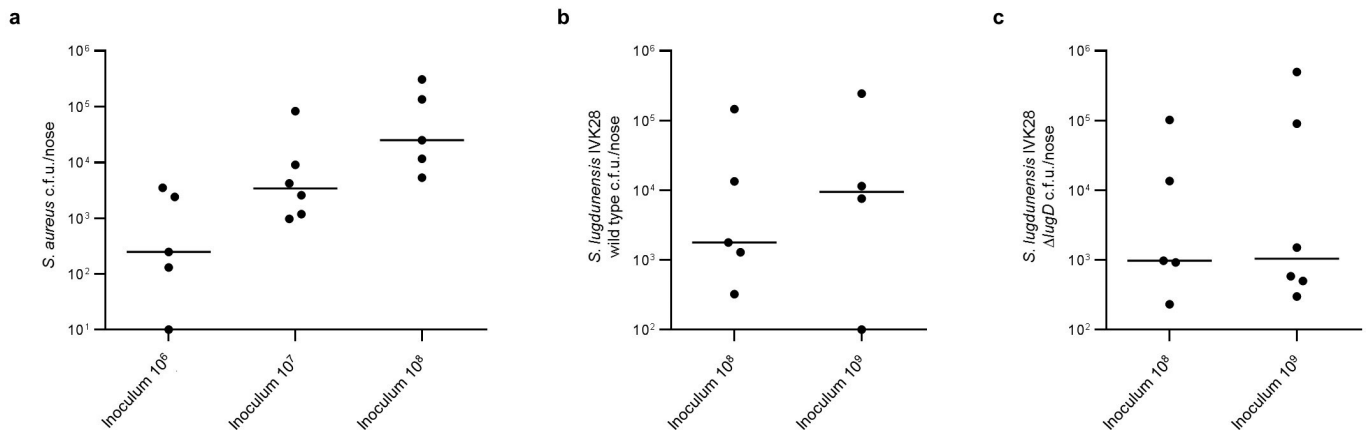 a
S. aureus c.f.u./nose
10⁶
10⁵
10⁴
10³
10²
10¹
Inoculum 10⁶
Inoculum 10⁷
Inoculum 10⁸
b
S. lugdunensis IVK28
wild type c.f.u./nose
10⁶
10⁵
10⁴
10³
10²
Inoculum 10⁸
Inoculum 10⁹
c
S. lugdunensis IVK28
ΔlugD c.f.u./nose
10⁶
10⁵
10⁴
10³
10²
Inoculum 10⁸
Inoculum 10⁹